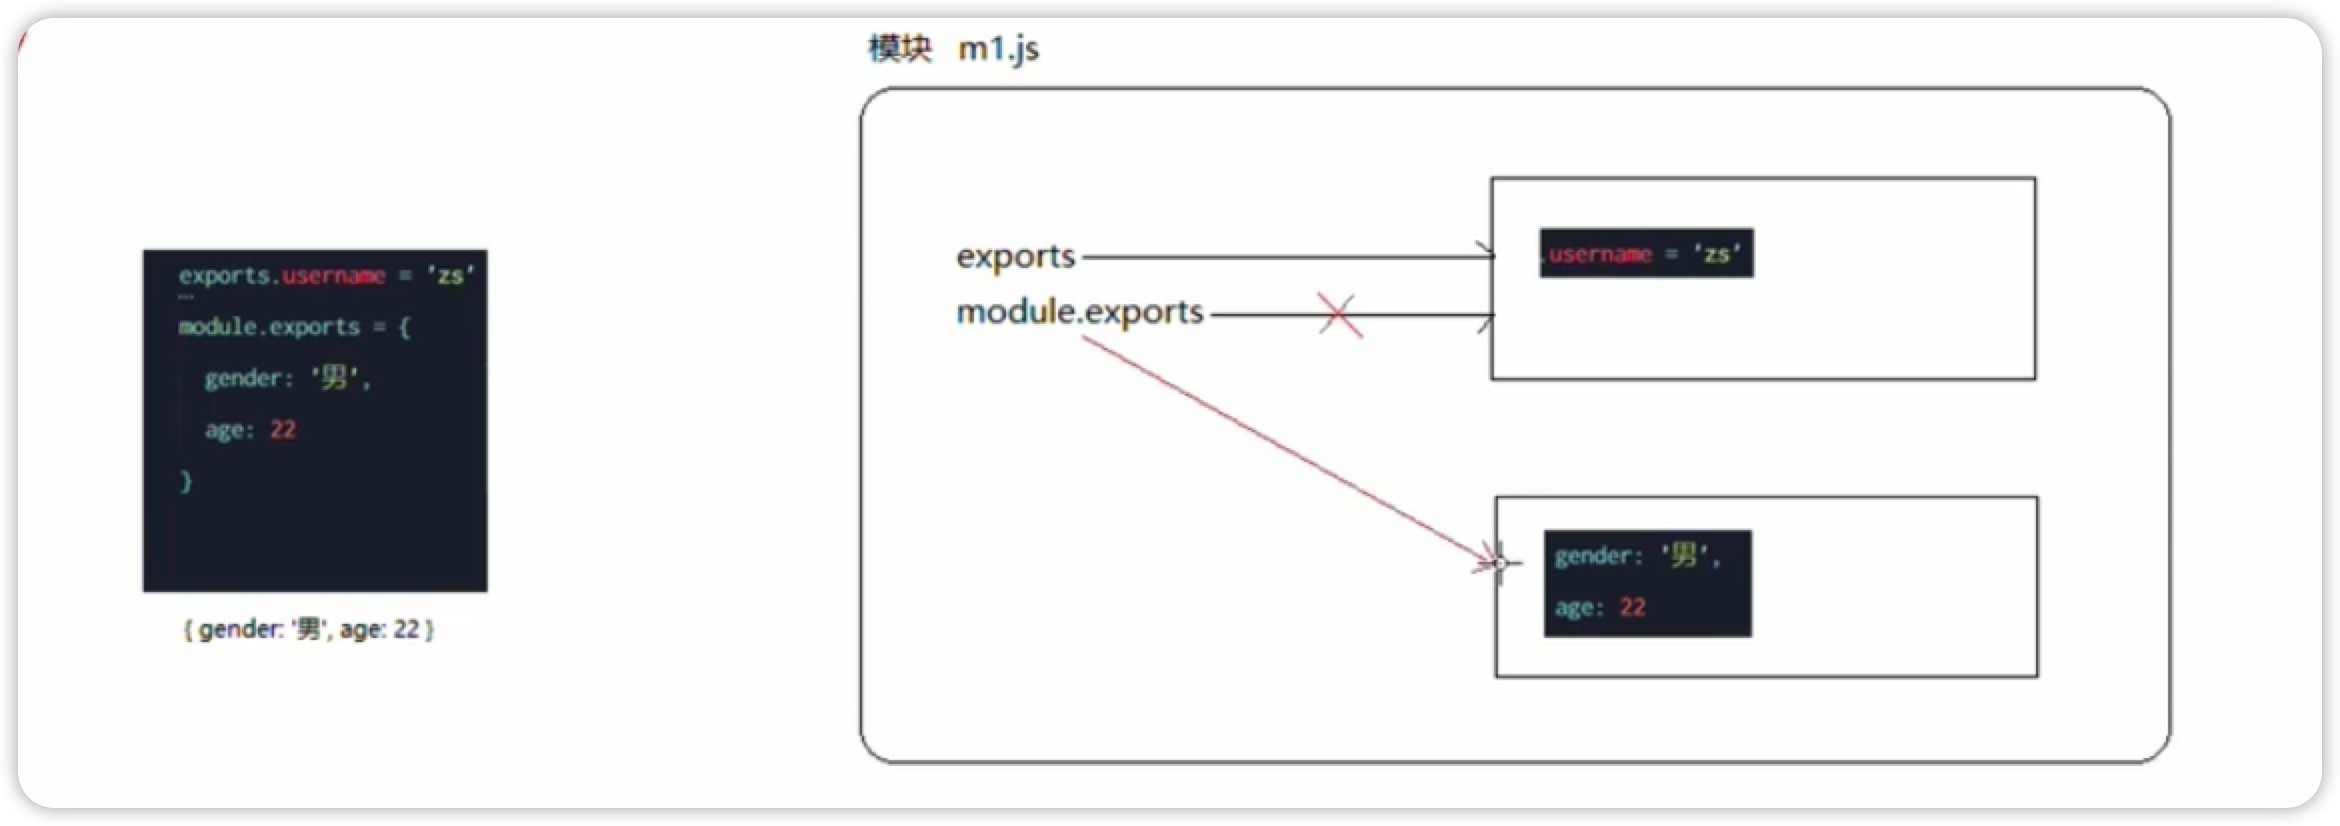 模块 m1.js
exports.username = 'zs'
module.exports = {
gender: '男',
age: 22
}
{ gender: '男', age: 22 }
exports
.username = 'zs'
module.exports
gender: '男',
age: 22